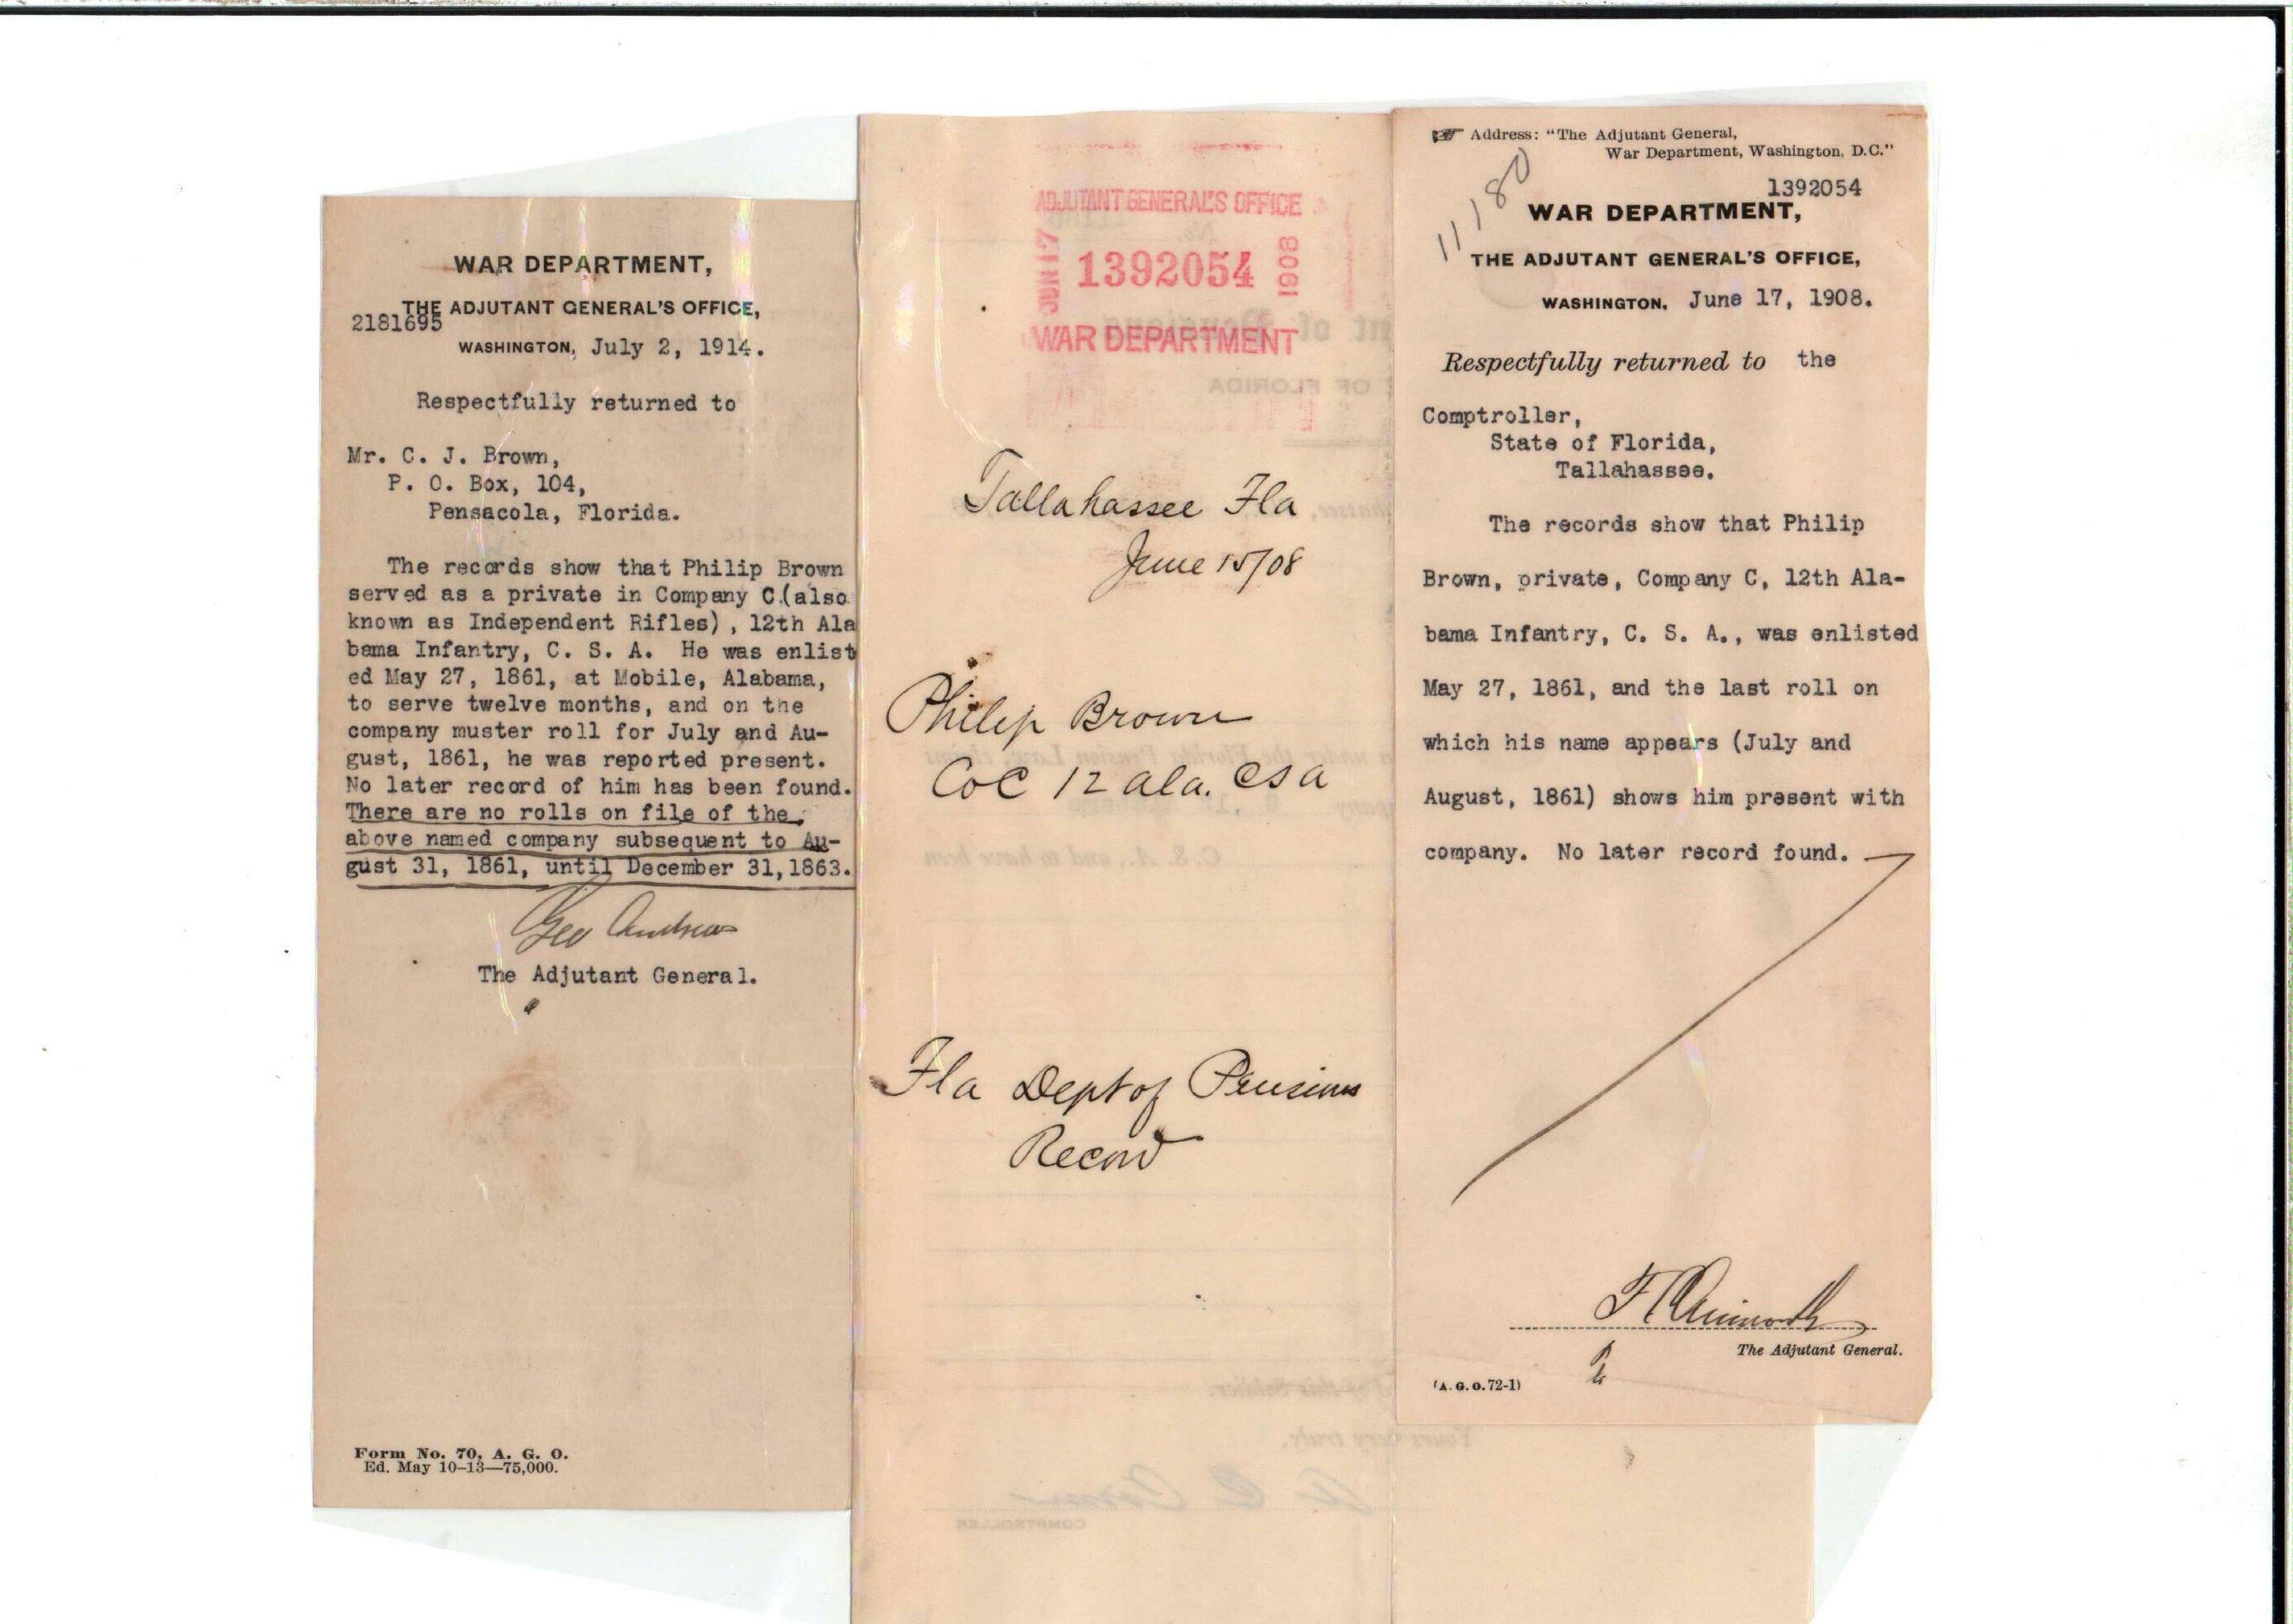 WAR DEPARTMENT,
THE ADJUTANT GENERAL'S OFFICE,
2181695
WASHINGTON, July 2, 1914.
Respectfully returned to
Mr. C. J. Brown,
P. O. Box, 104,
Pensacola, Florida.
The records show that Philip Brown
served as a private in Company C (also
known as Independent Rifles), 12th Ala
bama Infantry, C. S. A. He was enlist
ed May 27, 1861, at Mobile, Alabama,
to serve twelve months, and on the
company muster roll for July and Au-
gust, 1861, he was reported present.
No later record of him has been found.
There are no rolls on file of the
above named company subsequent to Au-
gust 31, 1861, until December 31, 1863.
Geo Andrews
The Adjutant General.
Form No. 70, A. G. O.
Ed. May 10-13—75,000.
ADJUTANT GENERAL'S OFFICE
JUN 17
1392054
1908
WAR DEPARTMENT
Tallahassee Fla
June 15/08
Philip Brown
Co C 12 Ala. CSA
Fla Dept of Pensions
Record
Address: "The Adjutant General,
War Department, Washington, D.C."
11180
1392054
WAR DEPARTMENT,
THE ADJUTANT GENERAL'S OFFICE,
WASHINGTON, June 17, 1908.
Respectfully returned to the
Comptroller,
State of Florida,
Tallahassee.
The records show that Philip
Brown, private, Company C, 12th Ala-
bama Infantry, C. S. A., was enlisted
May 27, 1861, and the last roll on
which his name appears (July and
August, 1861) shows him present with
company. No later record found.
F C Ainsworth
The Adjutant General.
(A. G. O. 72-1)